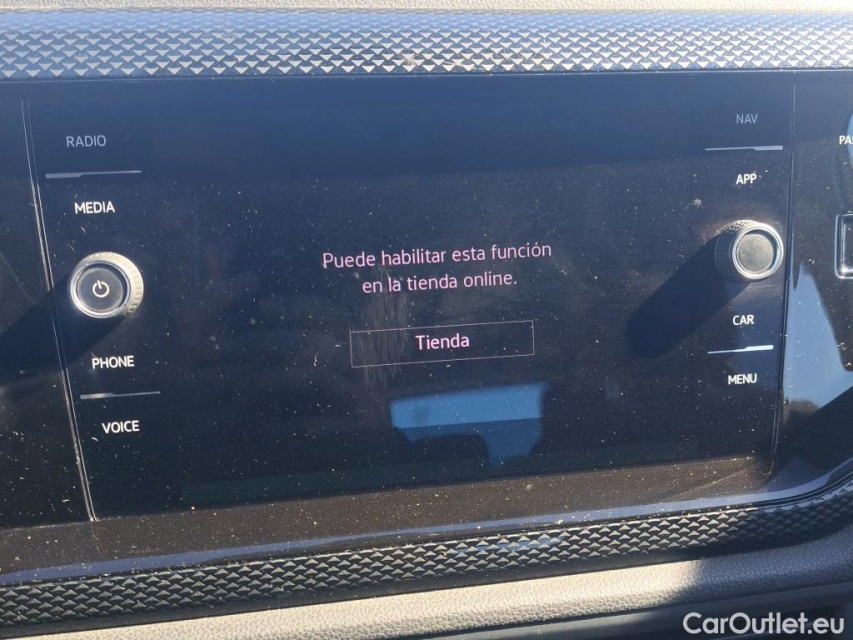 RADIO
MEDIA
PHONE
VOICE
Puede habilitar esta función
en la tienda online.
Tienda
NAV
APP
CAR
MENU
CarOutlet.eu